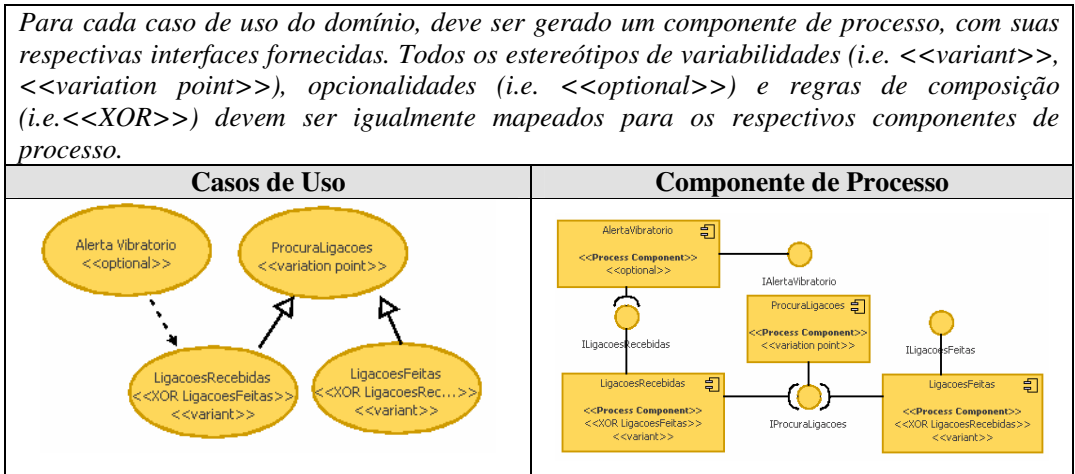 Para cada caso de uso do domínio, deve ser gerado um componente de processo, com suas
respectivas interfaces fornecidas. Todos os estereótipos de variabilidades (i.e. <<variant>>,
<<variation point>>), opcionalidades (i.e. <<optional>>) e regras de composição
(i.e.<<XOR>>) devem ser igualmente mapeados para os respectivos componentes de
processo.
Casos de Uso
Alerta Vibratorio
<<optional>>
ProcuraLigacoes
<<variation point>>
LigacoesRecebidas
<<XOR LigacoesFeitas>>
<<variant>>
LigacoesFeitas
<<XOR LigacoesRec...>>
<<variant>>
Componente de Processo
AlertaVibratorio
<<Process Component>>
<<optional>>
IAlertaVibratorio
ProcuraLigacoes
<<Process Component>>
<<variation point>>
ILigacoesRecebidas
ILigacoesFeitas
LigacoesRecebidas
<<Process Component>>
<<XOR LigacoesFeitas>>
<<variant>>
IProcuraLigacoes
LigacoesFeitas
<<Process Component>>
<<XOR LigacoesRecebidas>>
<<variant>>